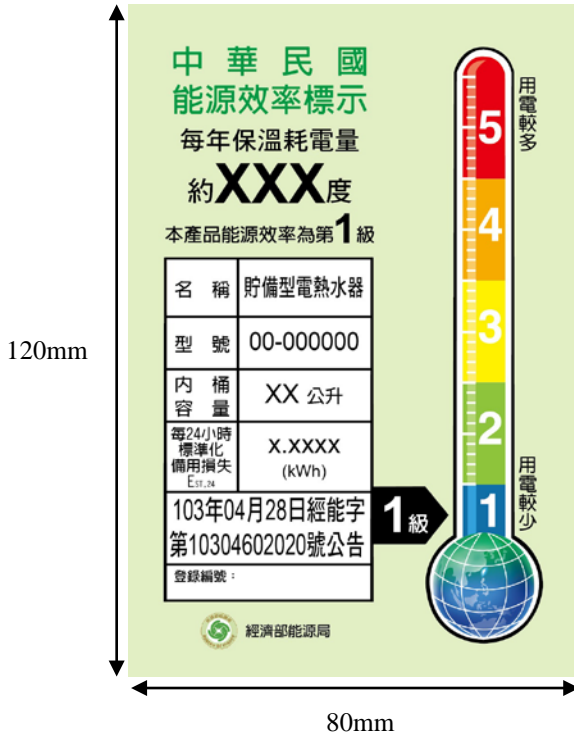 中華民國
能源效率標示
每年保溫耗電量
約XXX度
本產品能源效率為第1級
名稱 貯備型電熱水器
型號 00-000000
內桶容量 XX 公升
每24小時
標準化
備用損失
EST,24
X.XXXX
(kWh)
103年04月28日經能字
第10304602020號公告
登錄編號：
經濟部能源局
用電較多
5
4
3
2
1
用電較少
1級
120mm
80mm